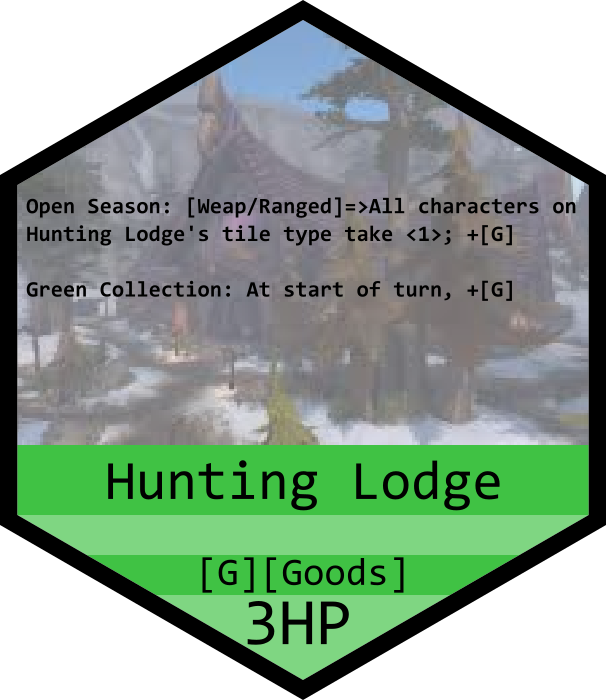 Open Season: [Weap/Ranged]=>All characters on
Hunting Lodge's tile type take <1>; +[G]
Green Collection: At start of turn, +[G]
Hunting Lodge
[G][Goods]
3HP